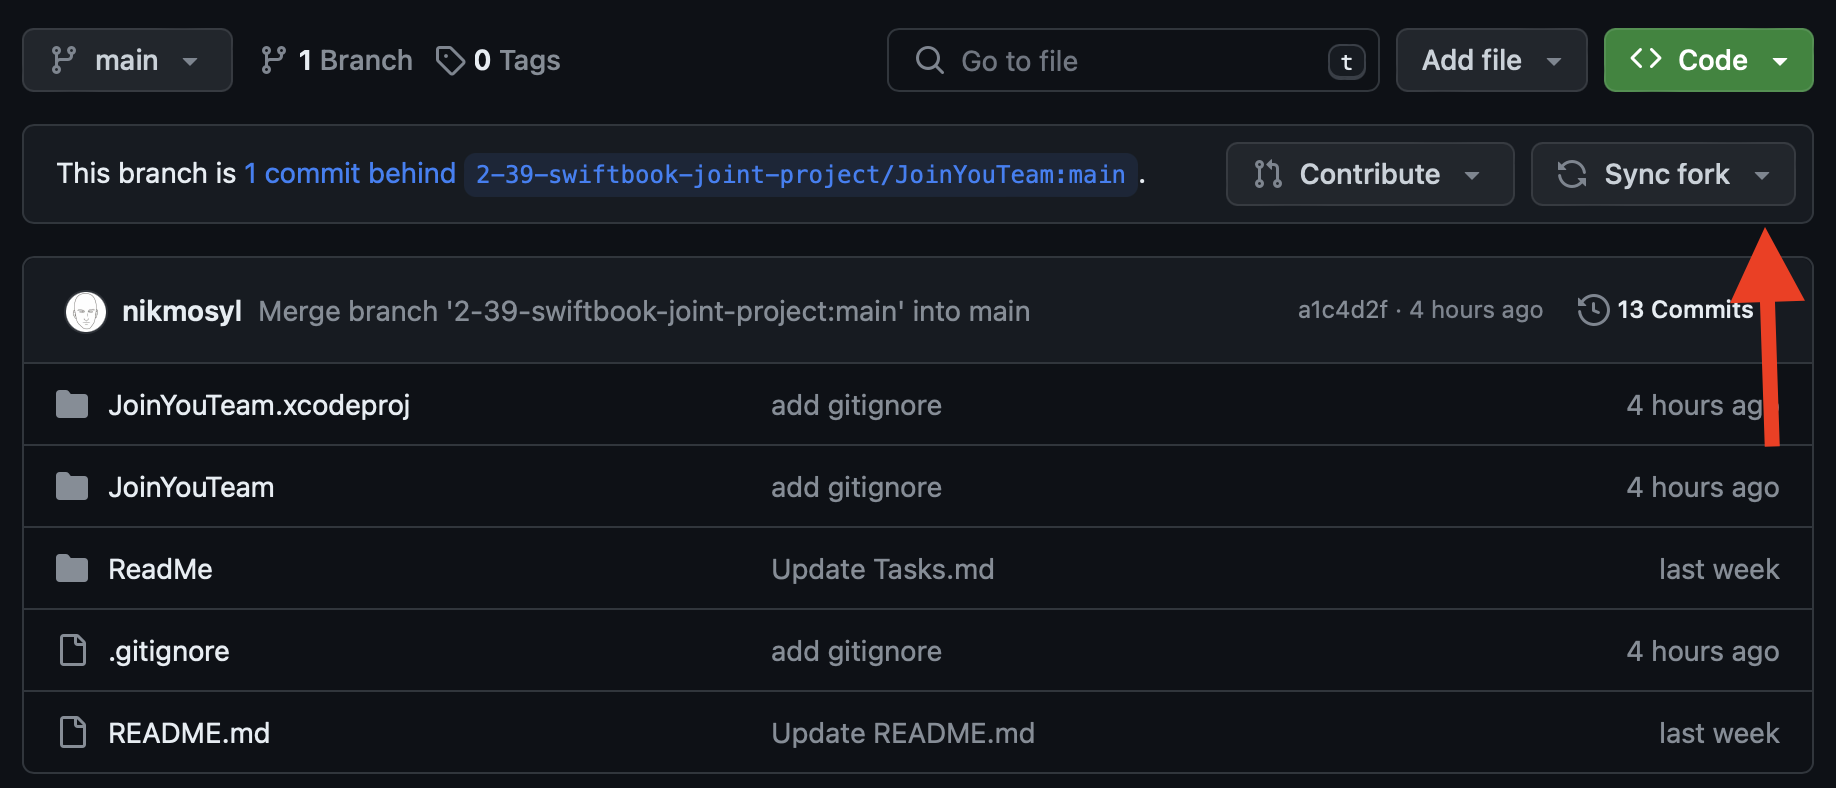 main 1 Branch 0 Tags Go to file t Add file Code
This branch is 1 commit behind 2-39-swiftbook-joint-project/JoinYouTeam:main . Contribute Sync fork
nikmosyl Merge branch '2-39-swiftbook-joint-project:main' into main a1c4d2f · 4 hours ago 13 Commits
JoinYouTeam.xcodeproj add gitignore 4 hours ago
JoinYouTeam add gitignore 4 hours ago
ReadMe Update Tasks.md last week
.gitignore add gitignore 4 hours ago
README.md Update README.md last week